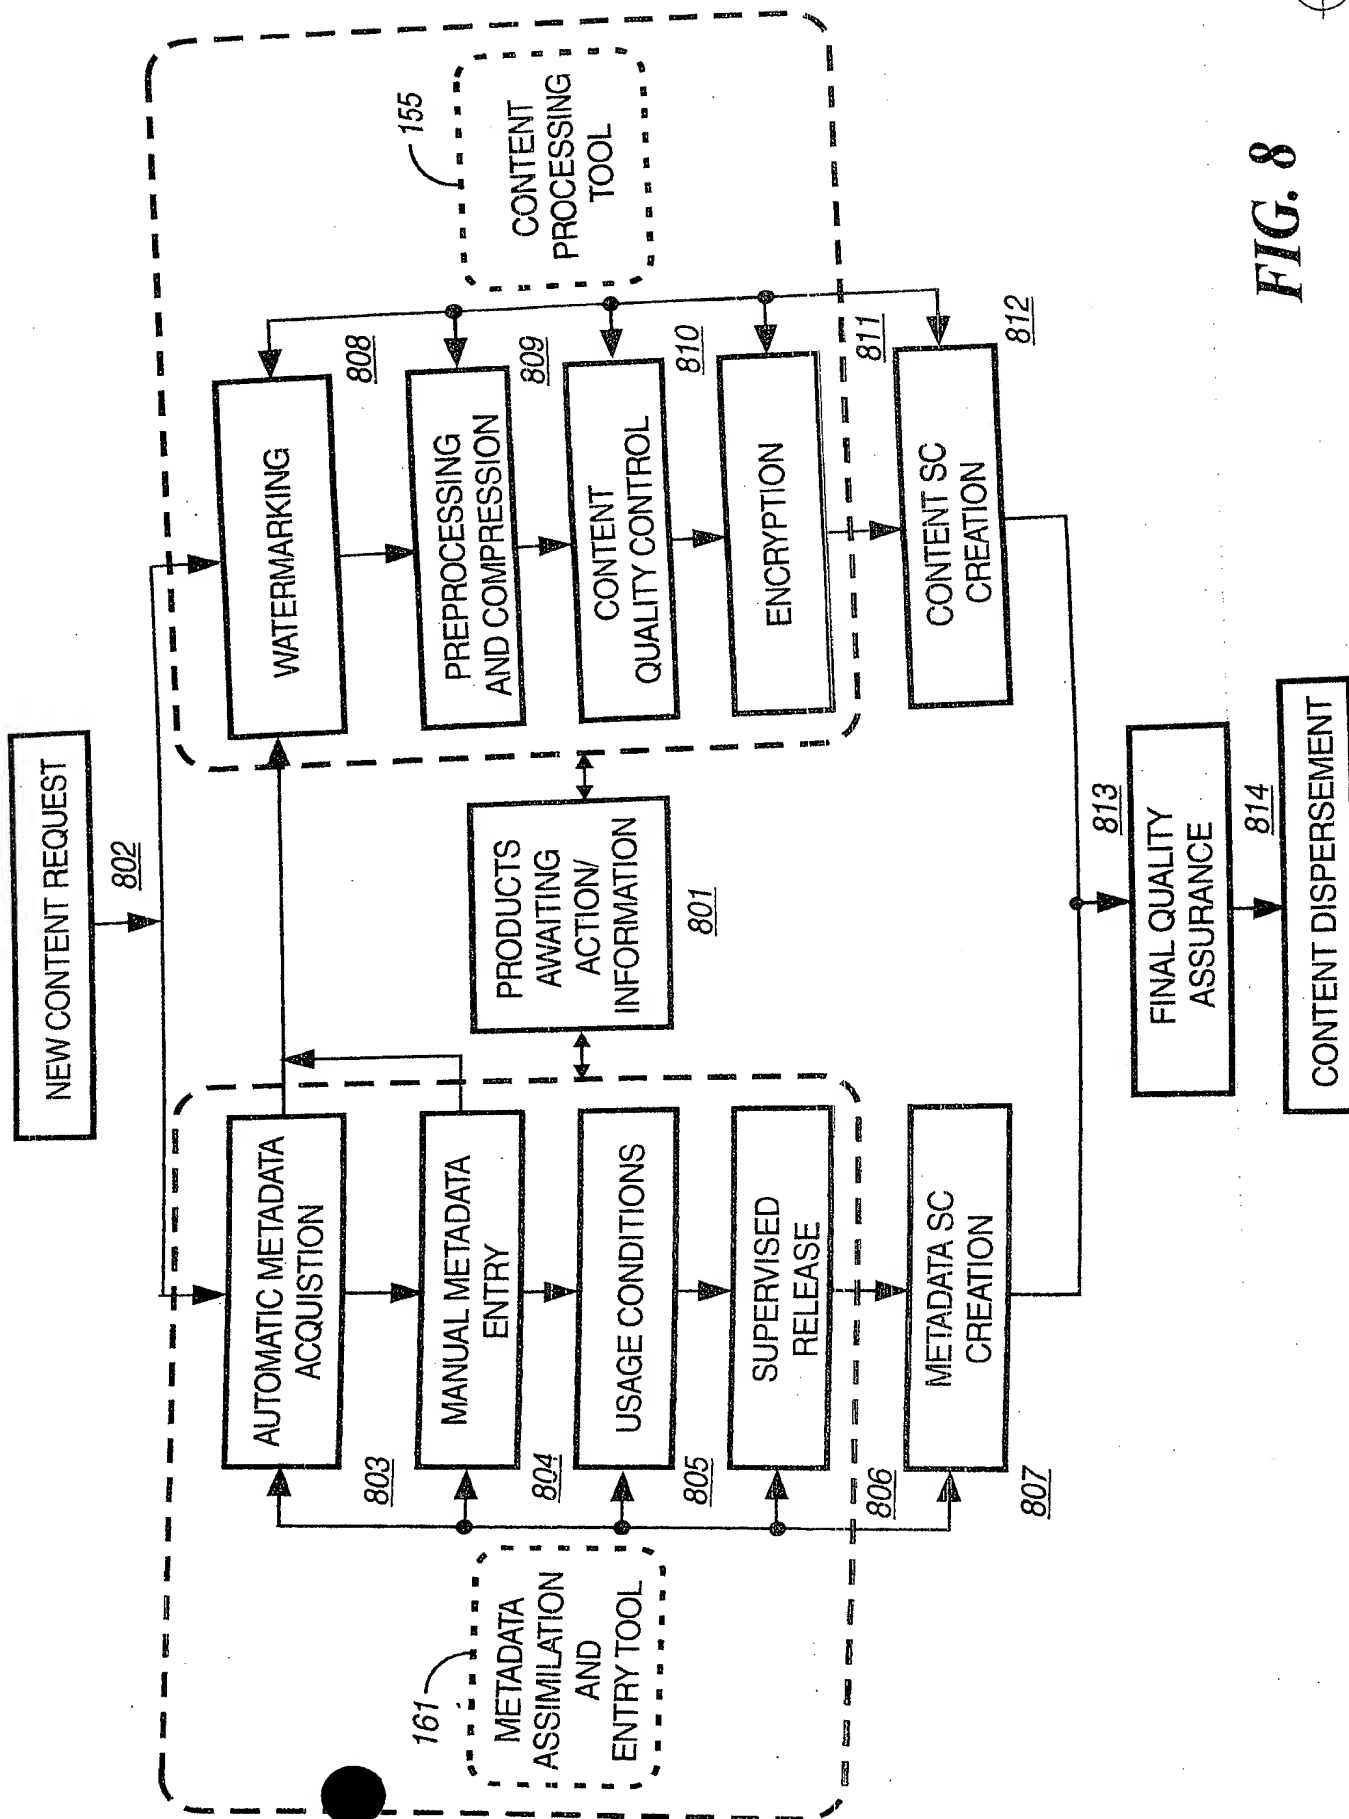 NEW CONTENT REQUEST
802
161
METADATA
ASSIMILATION
AND
ENTRY TOOL
AUTOMATIC METADATA
ACQUISTION
803
MANUAL METADATA
ENTRY
804
USAGE CONDITIONS
805
SUPERVISED
RELEASE
806
METADATA SC
CREATION
807
PRODUCTS
AWAITING
ACTION/
INFORMATION
801
WATERMARKING
808
PREPROCESSING
AND COMPRESSION
809
CONTENT
QUALITY CONTROL
810
ENCRYPTION
811
CONTENT SC
CREATION
812
155
CONTENT
PROCESSING
TOOL
813
FINAL QUALITY
ASSURANCE
814
CONTENT DISPERSEMENT
FIG. 8